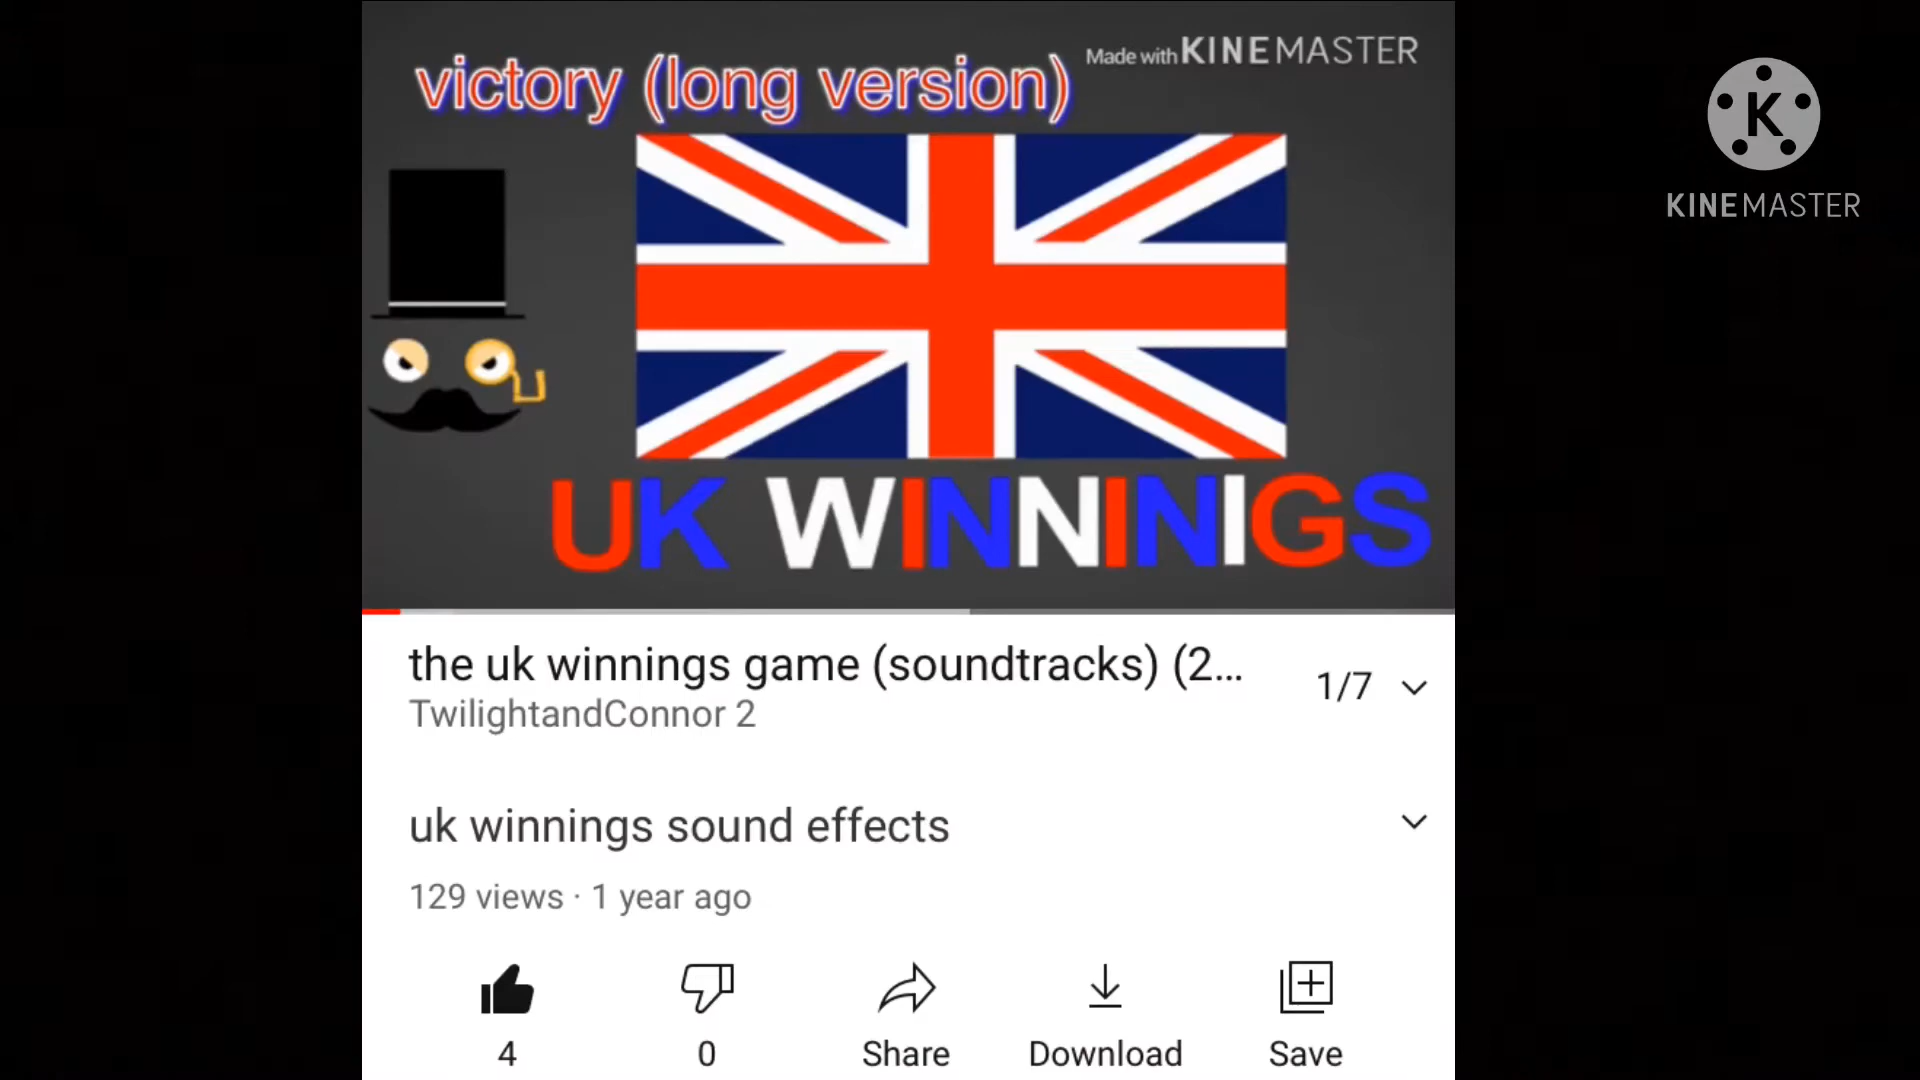 victory (long version)
Made with KINEMASTER
K
KINEMASTER
UK WINNINIGS
the uk winnings game (soundtracks) (2...
1/7
TwilightandConnor 2
uk winnings sound effects
129 views · 1 year ago
4
0
Share
Download
Save